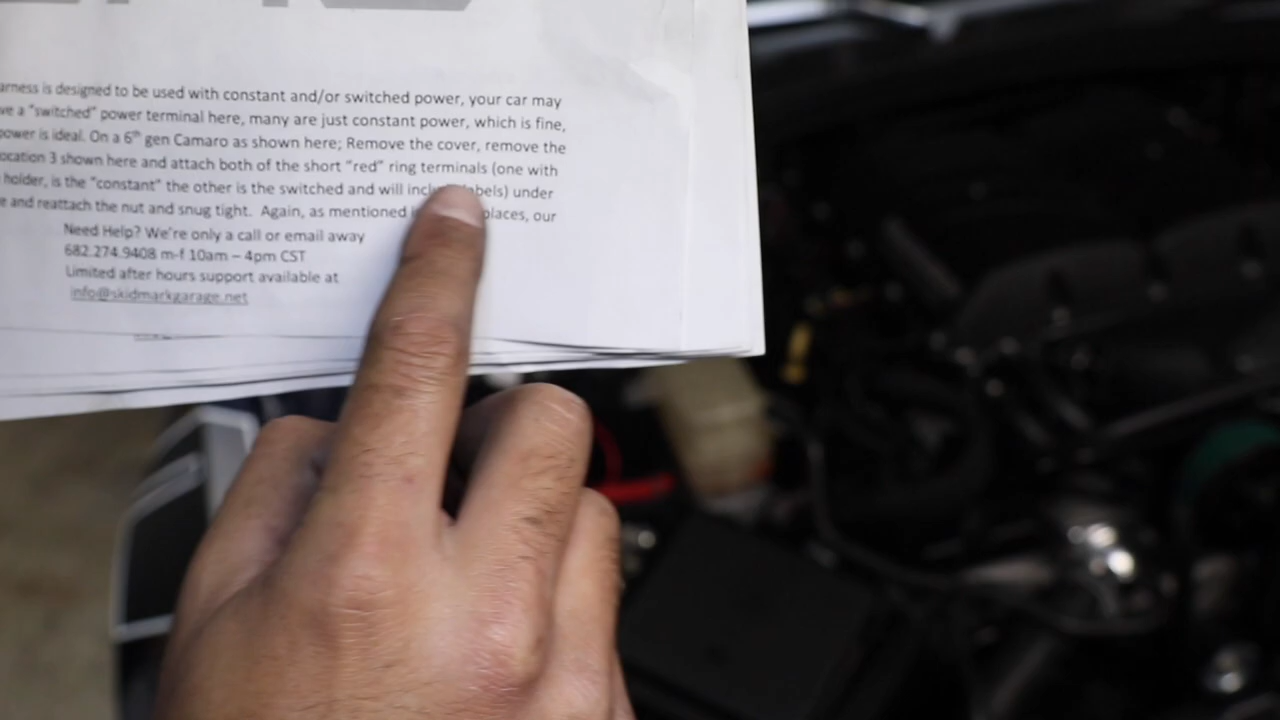 arness is designed to be used with constant and/or switched power, your car may
ve a "switched" power terminal here, many are just constant power, which is fine,
power is ideal. On a 6th gen Camaro as shown here; Remove the cover, remove the
ocation 3 shown here and attach both of the short "red" ring terminals (one with
holder, is the "constant" the other is the switched and will inclu labels) under
e and reattach the nut and snug tight. Again, as mentioned places, our
Need Help? We're only a call or email away
682.274.9408 m-f 10am – 4pm CST
Limited after hours support available at
info@skidmarkgarage.net